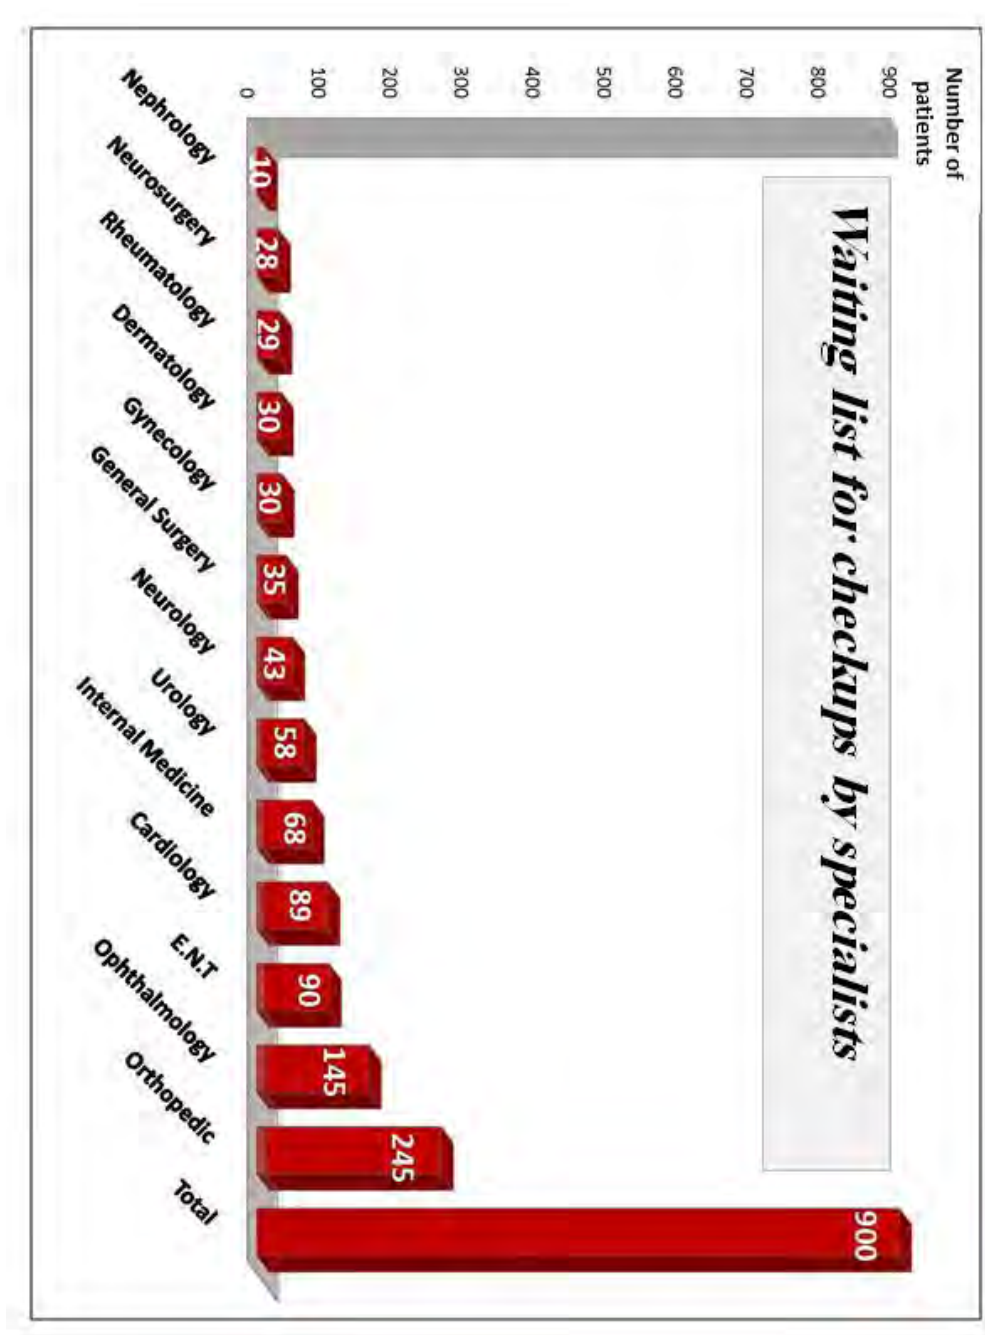 Number of
patients
Waiting list for checkups by specialists
900
800
700
600
500
400
300
200
100
0
10
28
29
30
30
35
43
58
68
89
90
145
245
900
Nephrology
Neurosurgery
Rheumatology
Dermatology
Gynecology
General Surgery
Neurology
Urology
Internal Medicine
Cardiology
E.N.T
Ophthalmology
Orthopedic
Total